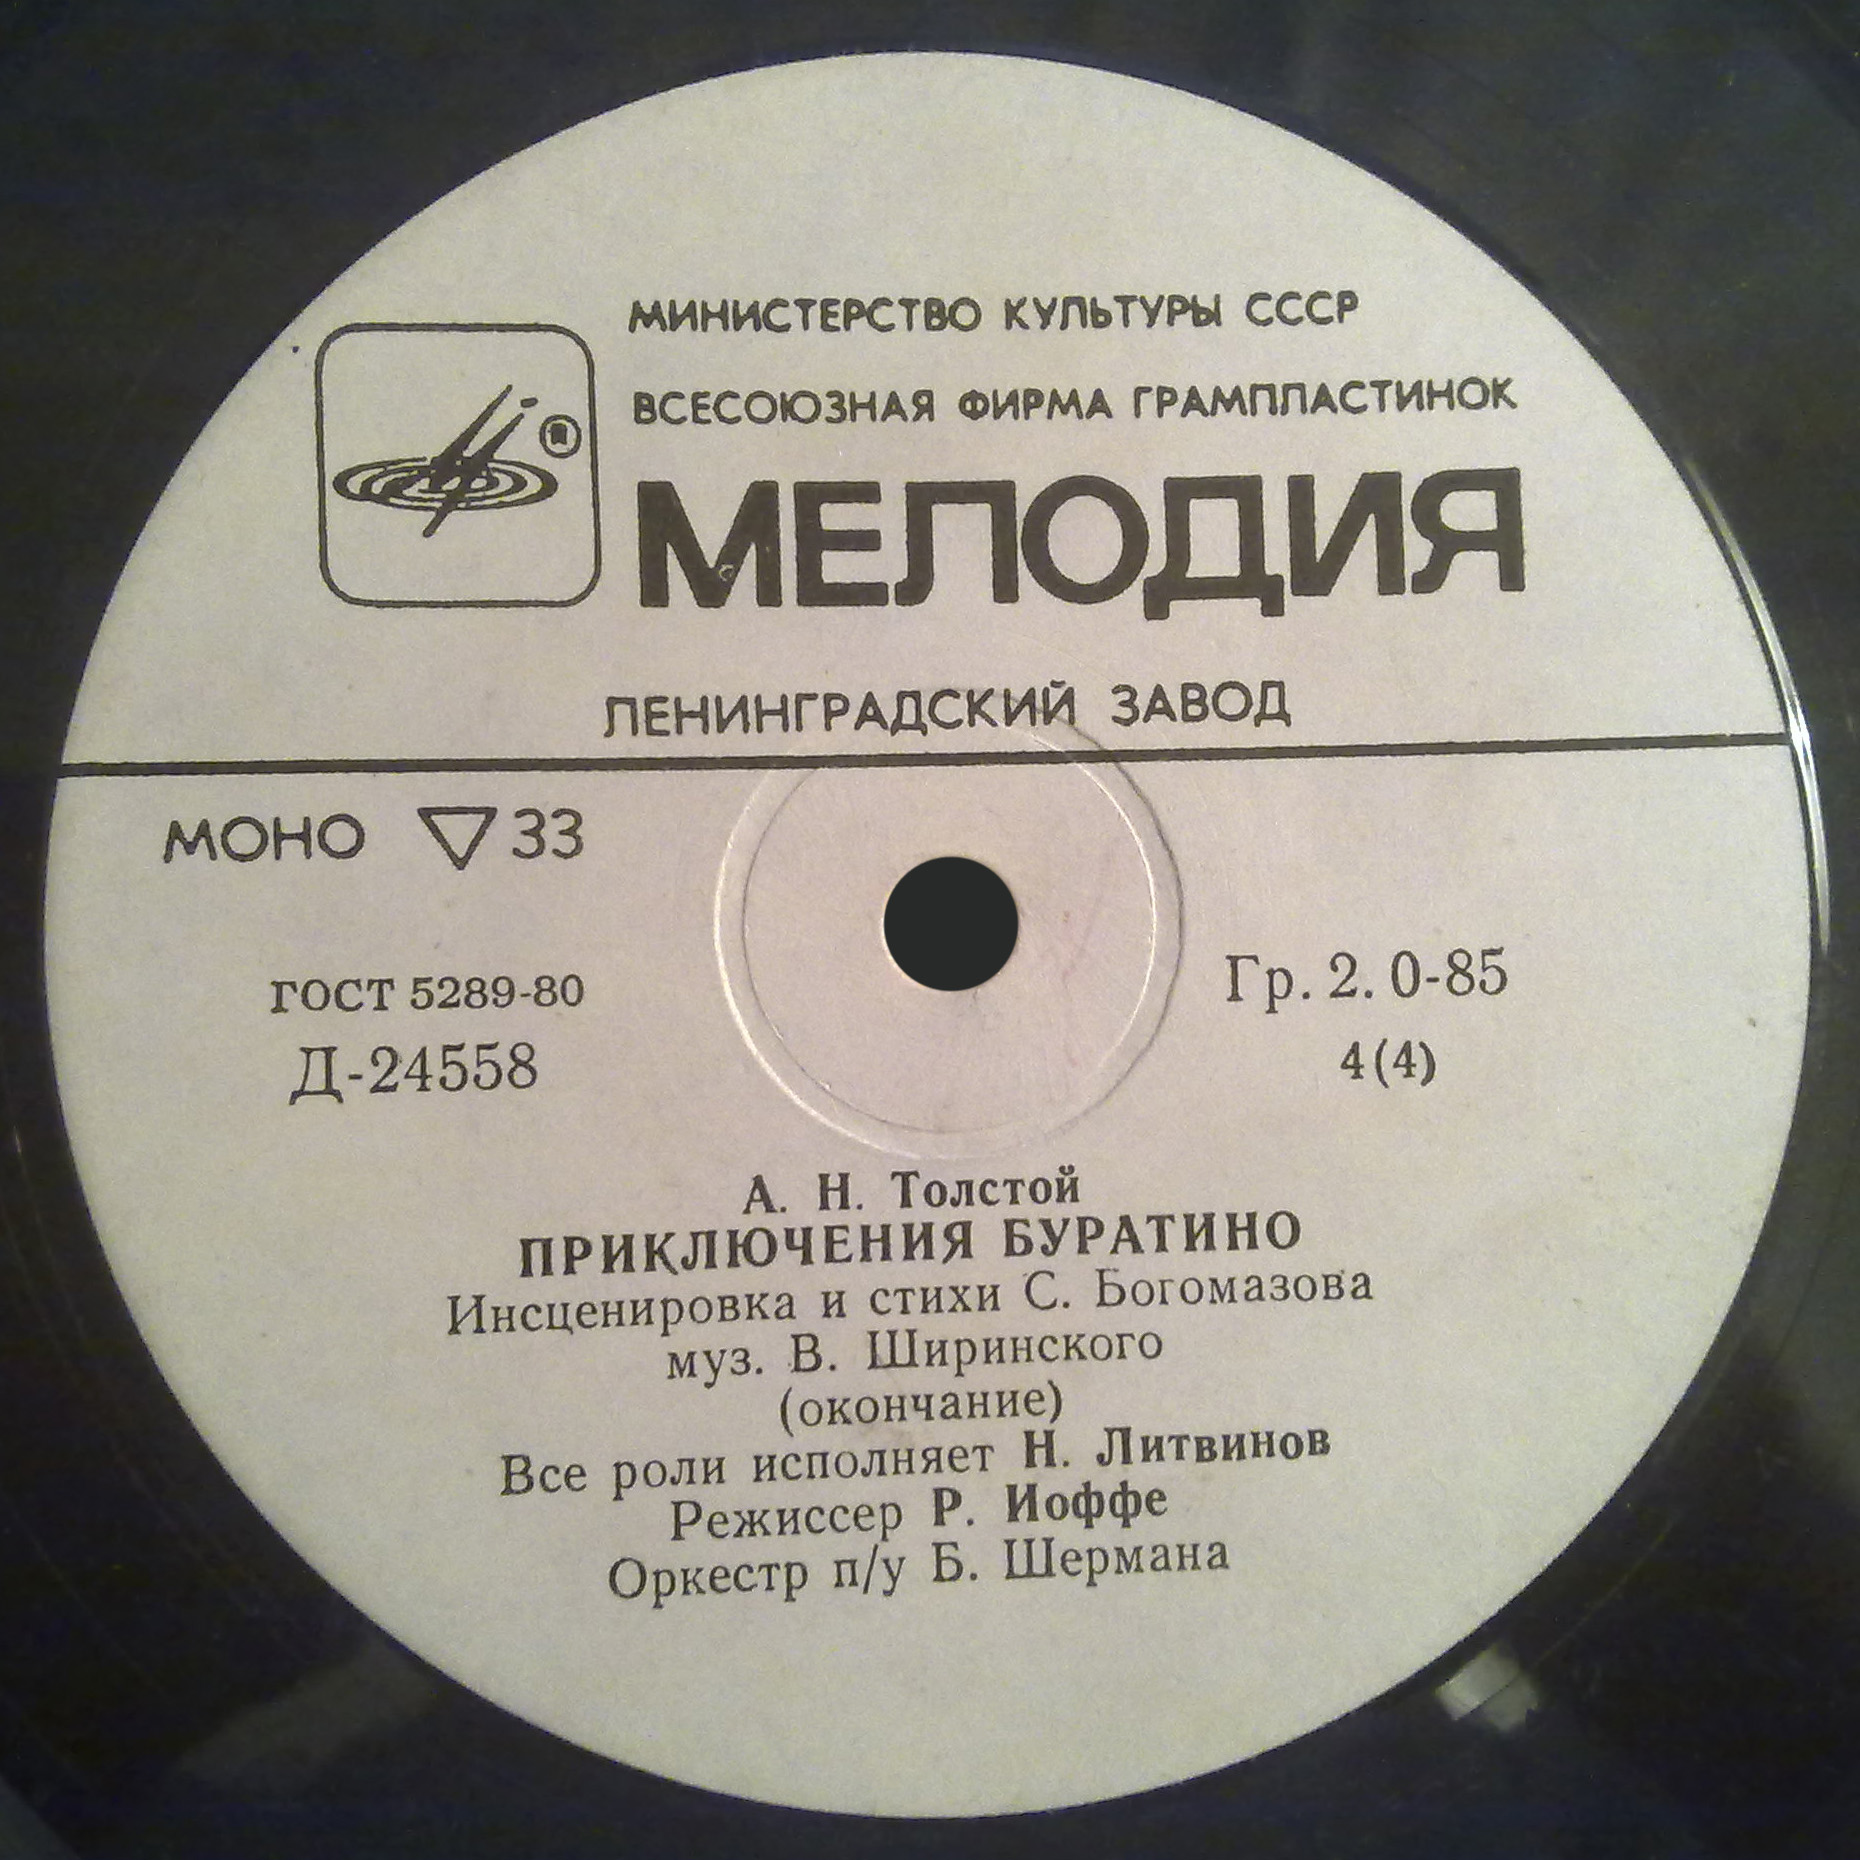 МИНИСТЕРСТВО КУЛЬТУРЫ СССР
ВСЕСОЮЗНАЯ ФИРМА ГРАМПЛАСТИНОК
МЕЛОДИЯ
ЛЕНИНГРАДСКИЙ ЗАВОД
МОНО ▽ 33
ГОСТ 5289-80
Д-24558
Гр. 2. 0-85
4(4)
А. Н. Толстой
ПРИКЛЮЧЕНИЯ БУРАТИНО
Инсценировка и стихи С. Богомазова
муз. В. Ширинского
(окончание)
Все роли исполняет Н. Литвинов
Режиссер Р. Иоффе
Оркестр п/у Б. Шермана